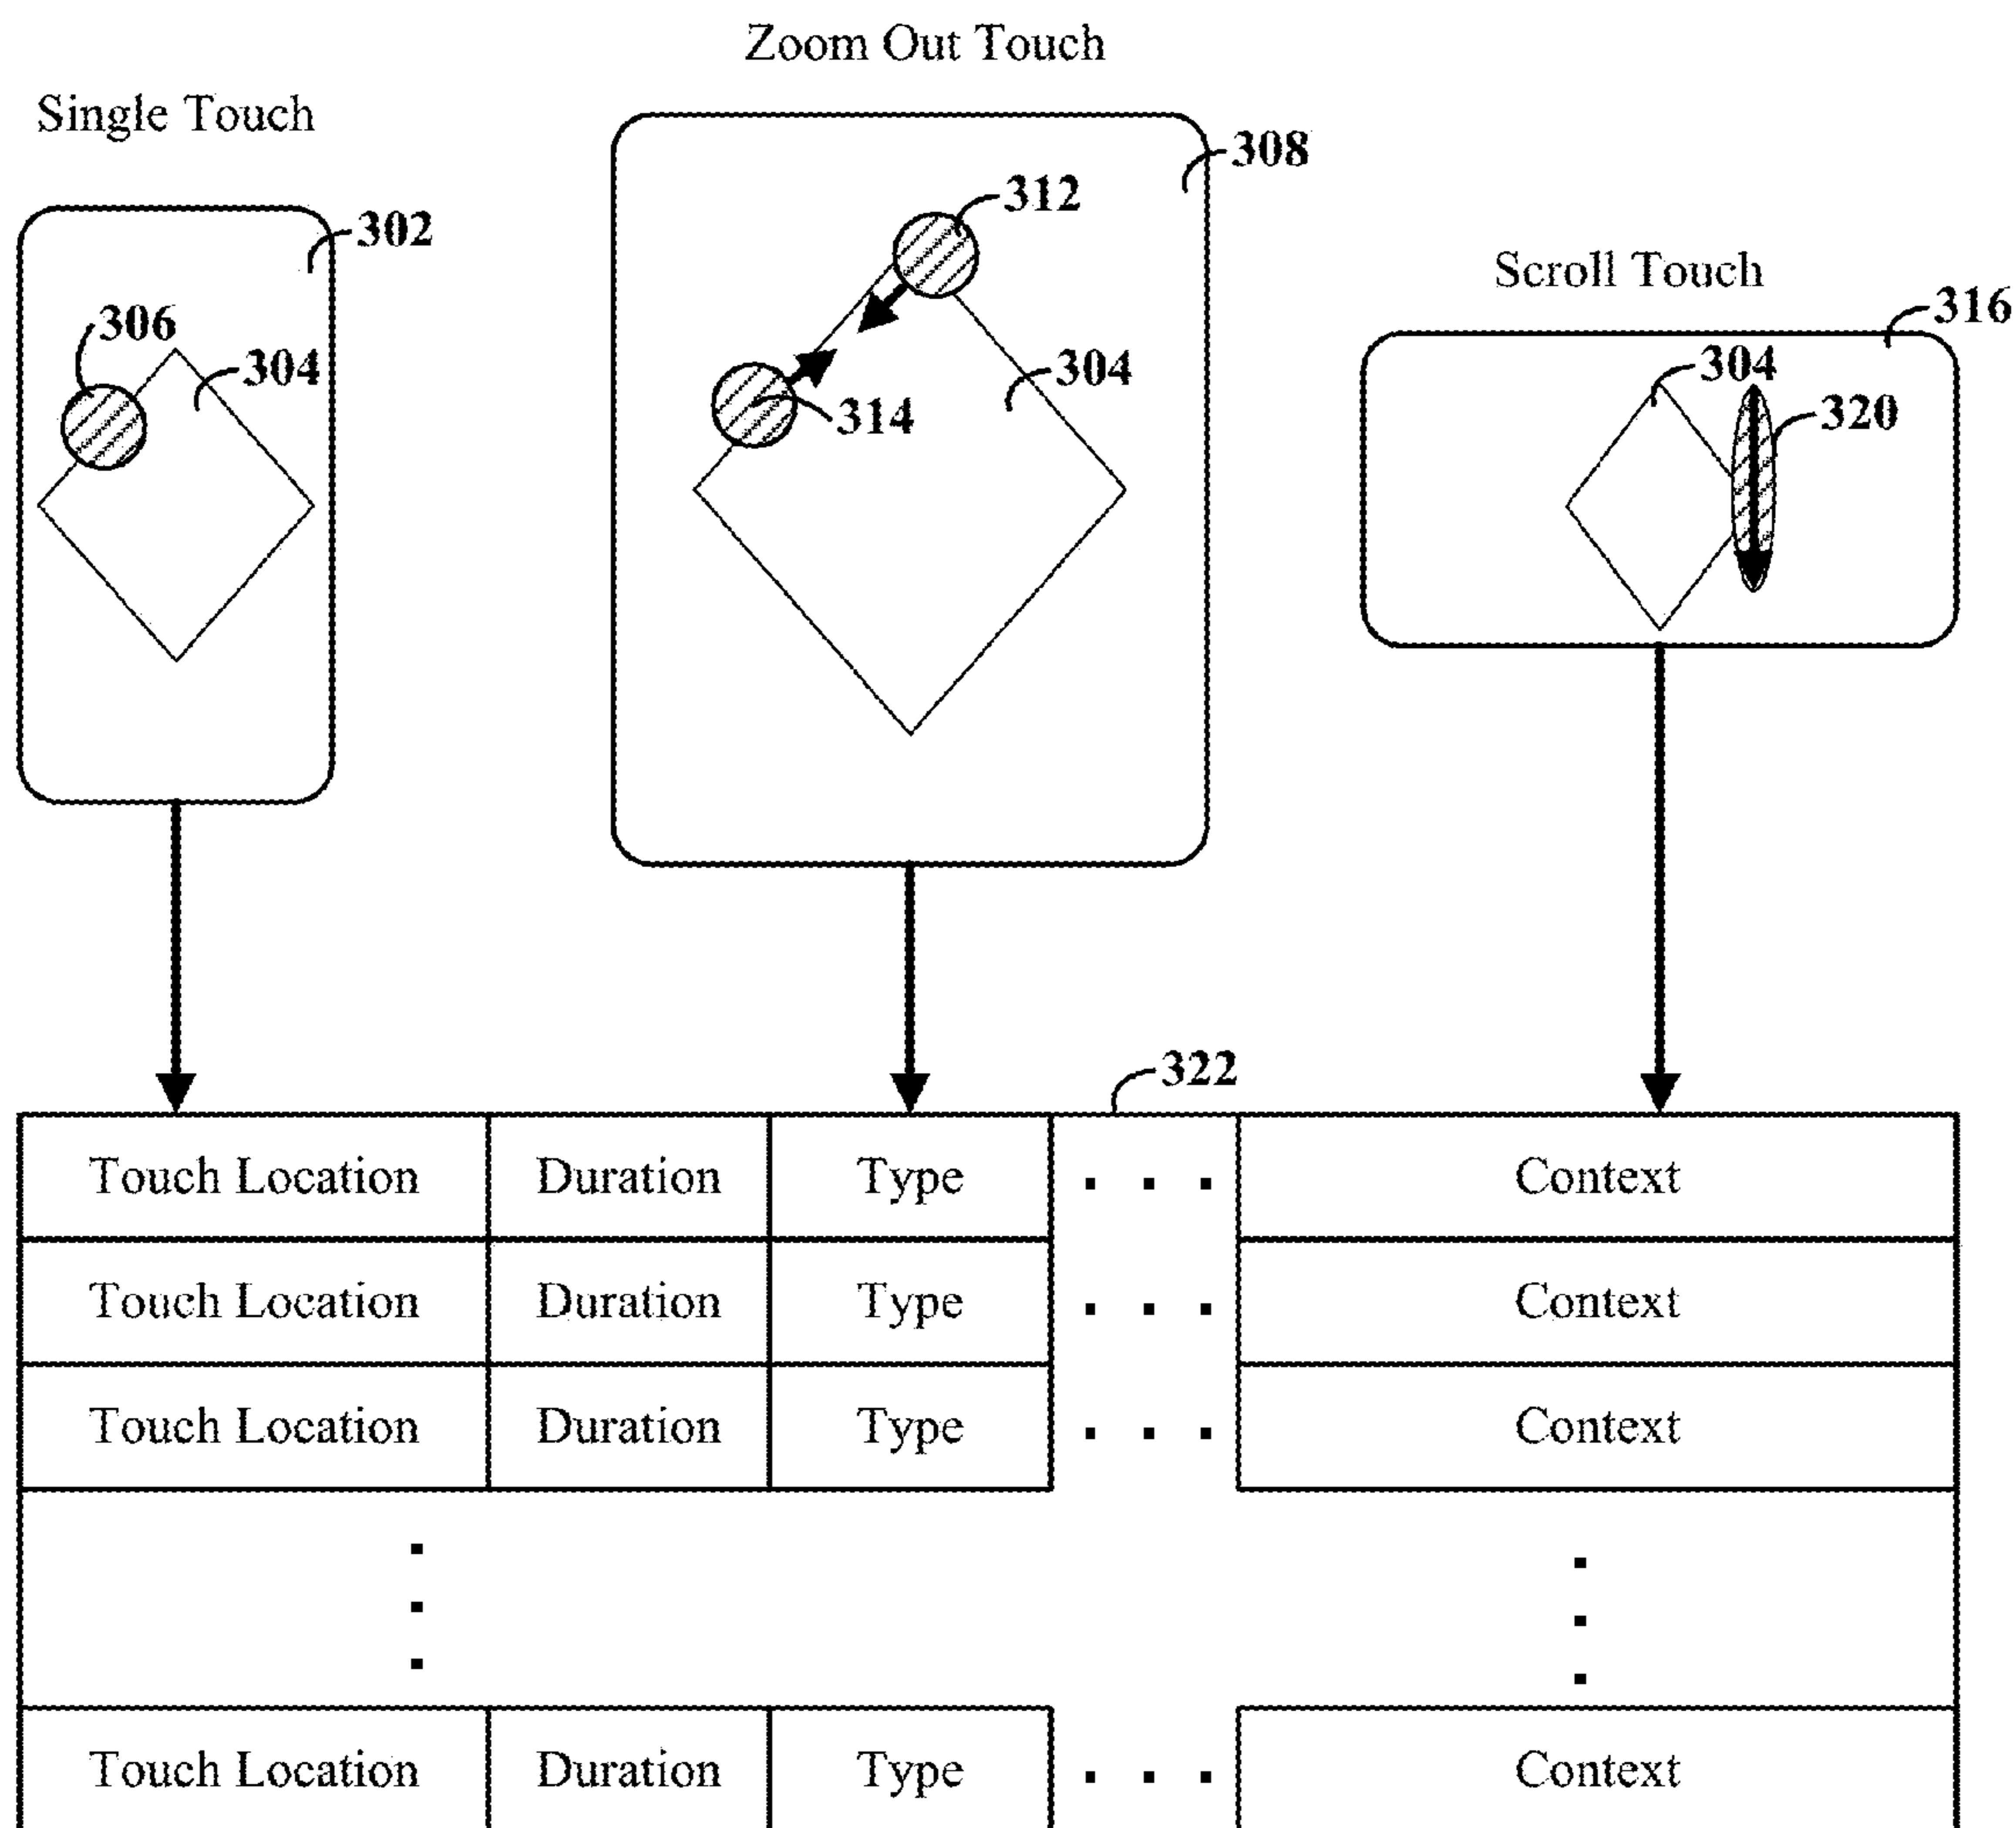 Zoom Out Touch
Single Touch
308
312
302
Scroll Touch
316
306
304
304
304
314
320
322
Touch Location Duration Type . . . Context
Touch Location Duration Type . . . Context
Touch Location Duration Type . . . Context
Touch Location Duration Type . . . Context